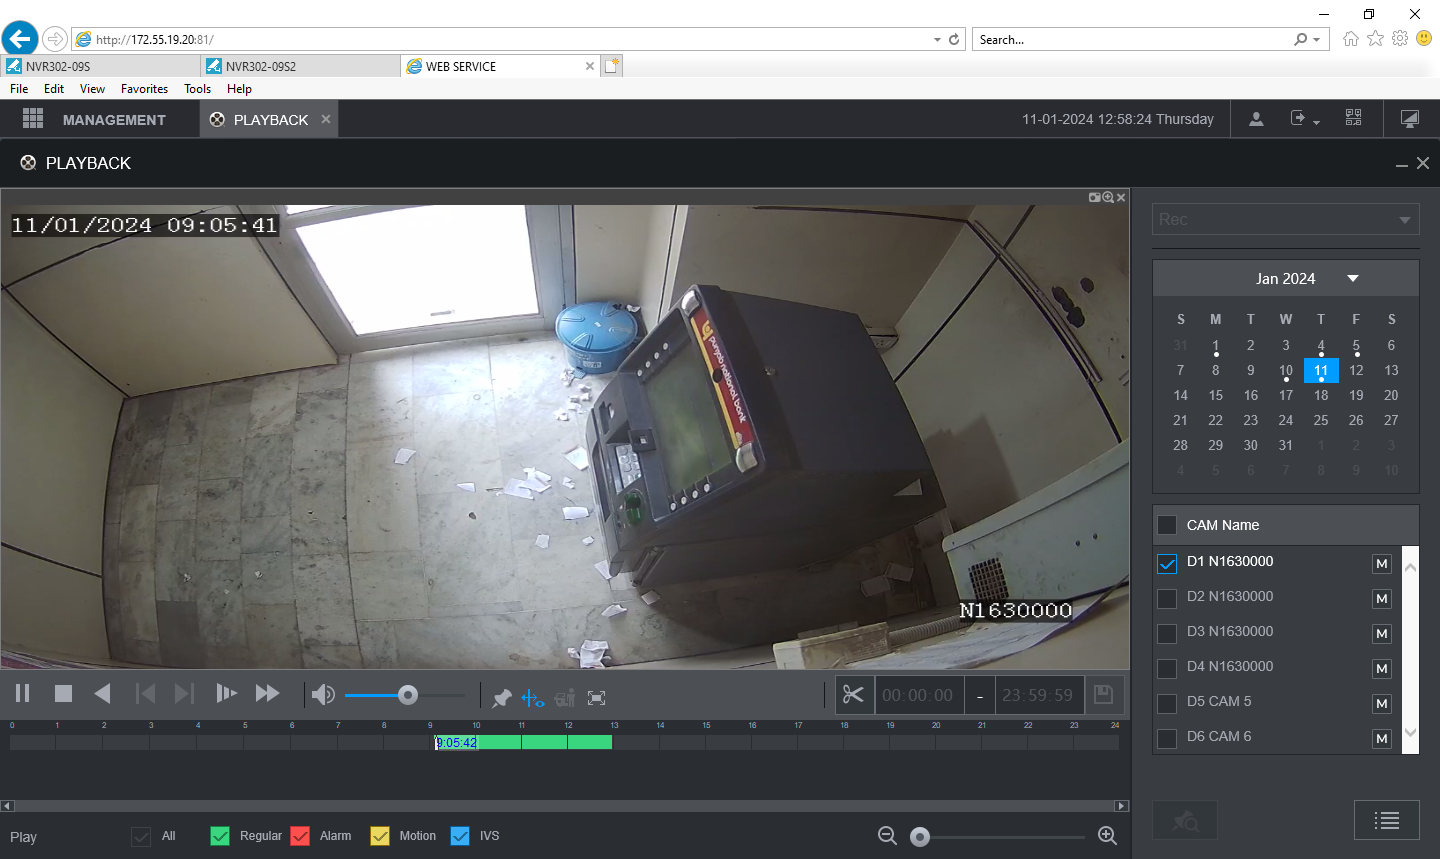 http://172.55.19.20:81/
Search...
NVR302-09S
NVR302-09S2
WEB SERVICE
File Edit View Favorites Tools Help
MANAGEMENT
PLAYBACK
11-01-2024 12:58:24 Thursday
PLAYBACK
11/01/2024 09:05:41
punjab national bank
N1630000
Rec
Jan 2024
S M T W T F S
31 1 2 3 4 5 6
7 8 9 10 11 12 13
14 15 16 17 18 19 20
21 22 23 24 25 26 27
28 29 30 31 1 2 3
4 5 6 7 8 9 10
CAM Name
D1 N1630000 M
D2 N1630000 M
D3 N1630000 M
D4 N1630000 M
D5 CAM 5 M
D6 CAM 6 M
00:00:00 - 23:59:59
0 1 2 3 4 5 6 7 8 9 10 11 12 13 14 15 16 17 18 19 20 21 22 23 24
9:05:42
Play
All Regular Alarm Motion IVS